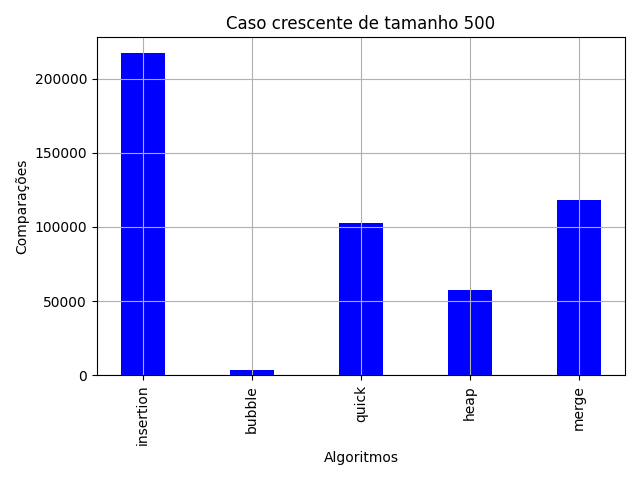 Caso crescente de tamanho 500
200000
150000
100000
50000
0
Comparações
insertion
bubble
quick
heap
merge
Algoritmos